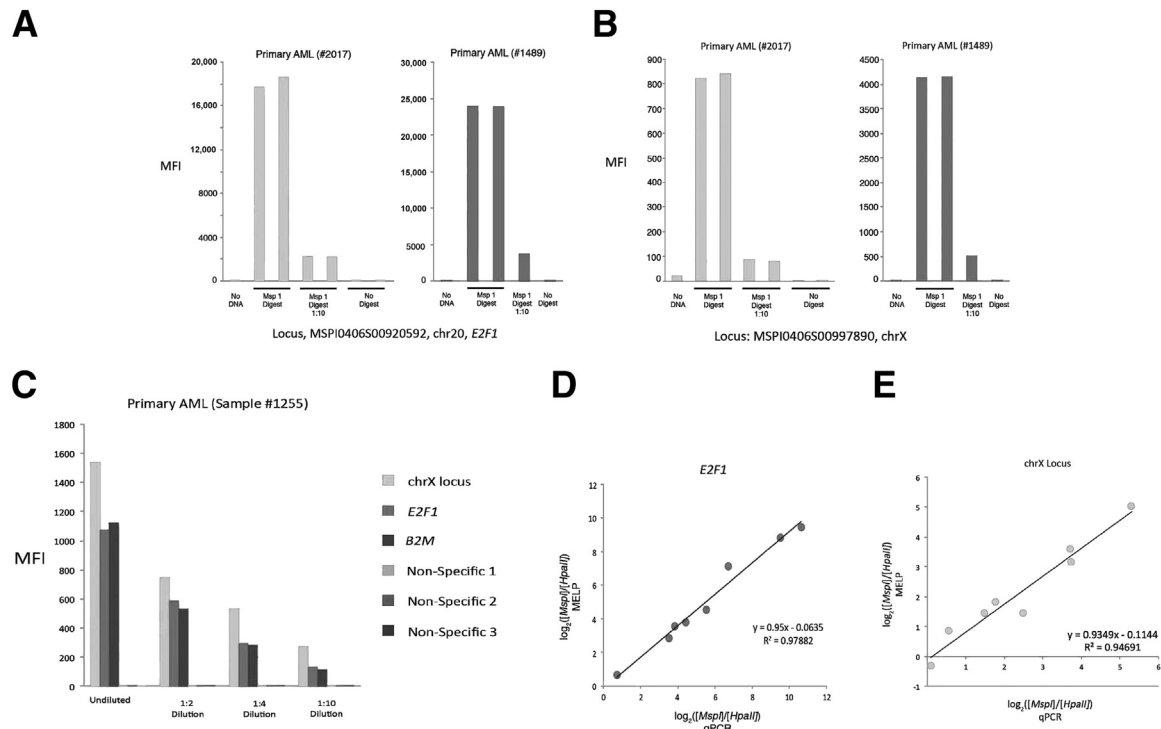 A
Primary AML (#2017)
20,000
16,000
12,000
8000
4000
0
MFI
No DNA
Msp 1 Digest
Msp 1 Digest 1:10
No Digest
Primary AML (#1489)
30,000
25,000
20,000
15,000
10,000
5000
0
No DNA
Msp 1 Digest
Msp 1 Digest 1:10
No Digest
Locus, MSPI0406S00920592, chr20, E2F1
B
Primary AML (#2017)
900
800
700
600
500
400
300
200
100
0
MFI
No DNA
Msp 1 Digest
Msp 1 Digest 1:10
No Digest
Primary AML (#1489)
4500
4000
3500
3000
2500
2000
1500
1000
500
0
No DNA
Msp 1 Digest
Msp 1 Digest 1:10
No Digest
Locus: MSPI0406S00997890, chrX
C
Primary AML (Sample #1255)
1800
1600
1400
1200
1000
800
600
400
200
0
MFI
Undiluted
1:2 Dilution
1:4 Dilution
1:10 Dilution
chrX locus
E2F1
B2M
Non-Specific 1
Non-Specific 2
Non-Specific 3
D
E2F1
12
10
8
6
4
2
0
log2([MspI]/[HpaII])
MELP
y = 0.95x - 0.0635
R² = 0.97882
0 2 4 6 8 10 12
log2([MspI]/[HpaII])
qPCR
E
chrX Locus
6
5
4
3
2
1
0
-1
log2([MspI]/[HpaII])
MELP
y = 0.9349x - 0.1144
R² = 0.94691
1 2 3 4 5 6
log2([MspI]/[HpaII])
qPCR